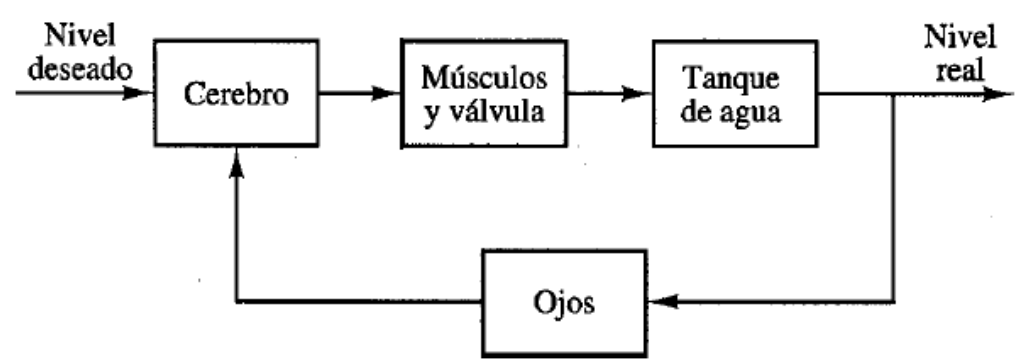 Nivel
deseado
Cerebro
Músculos
y válvula
Tanque
de agua
Nivel
real
Ojos